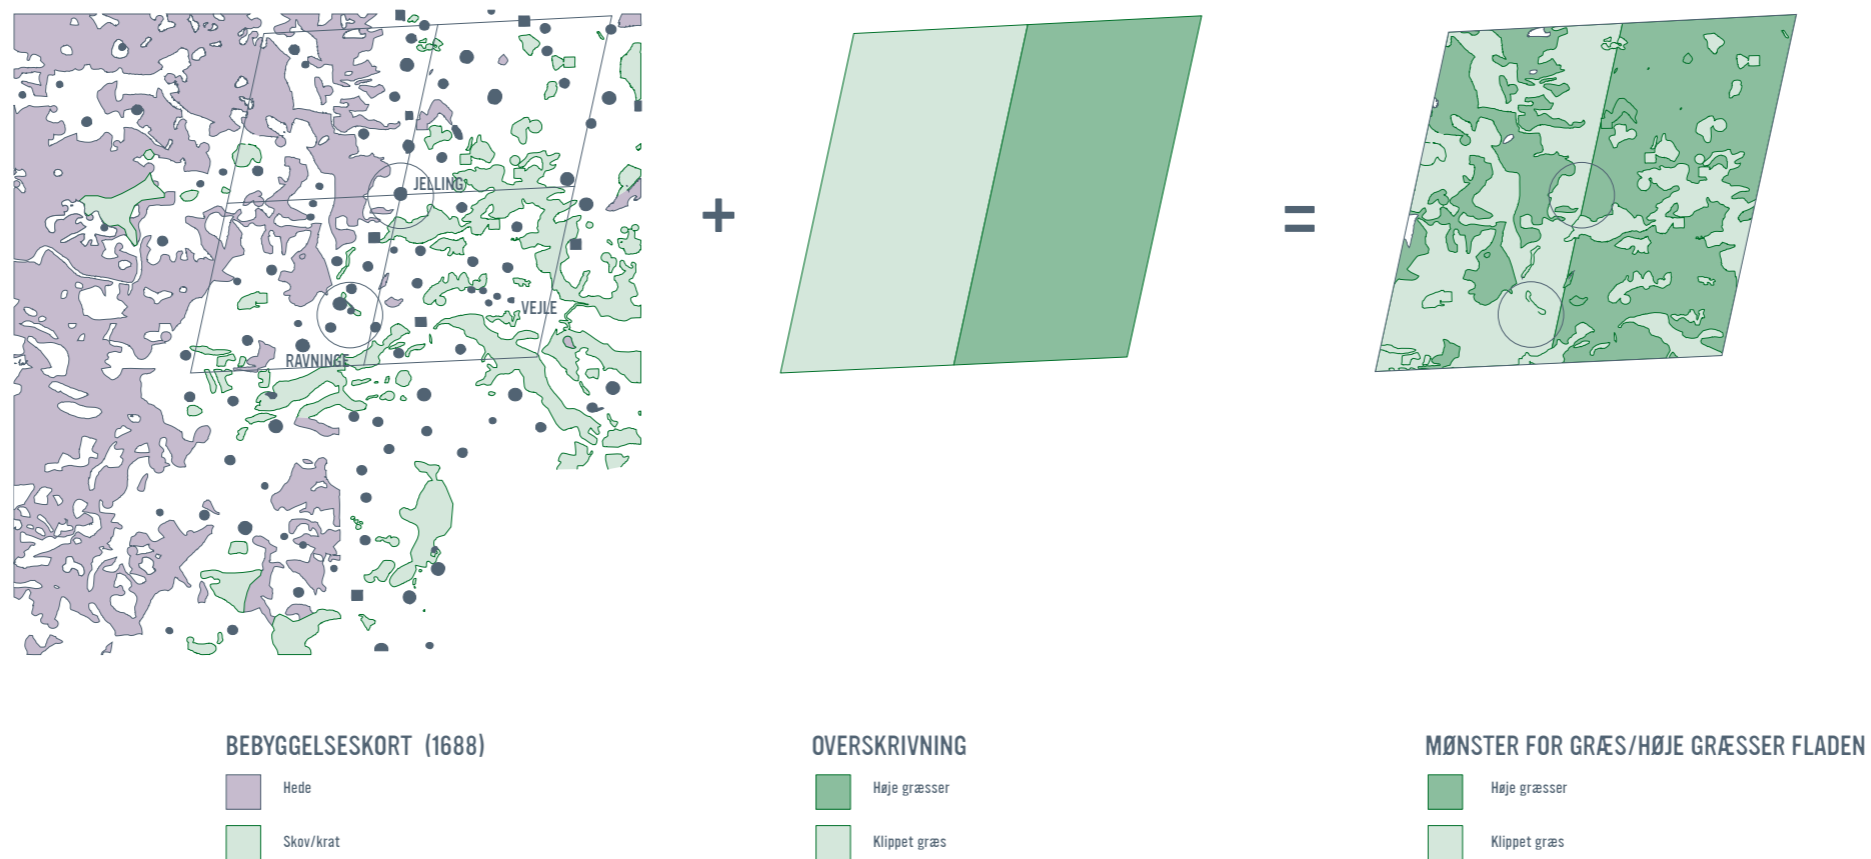 JELLING
VEJLE
RAVNINGE
+
=
BEBYGGELSESKORT (1688)
Hede
Skov/krat
OVERSKRIVNING
Høje græsser
Klippet græs
MØNSTER FOR GRÆS/HØJE GRÆSSER FLADEN
Høje græsser
Klippet græs